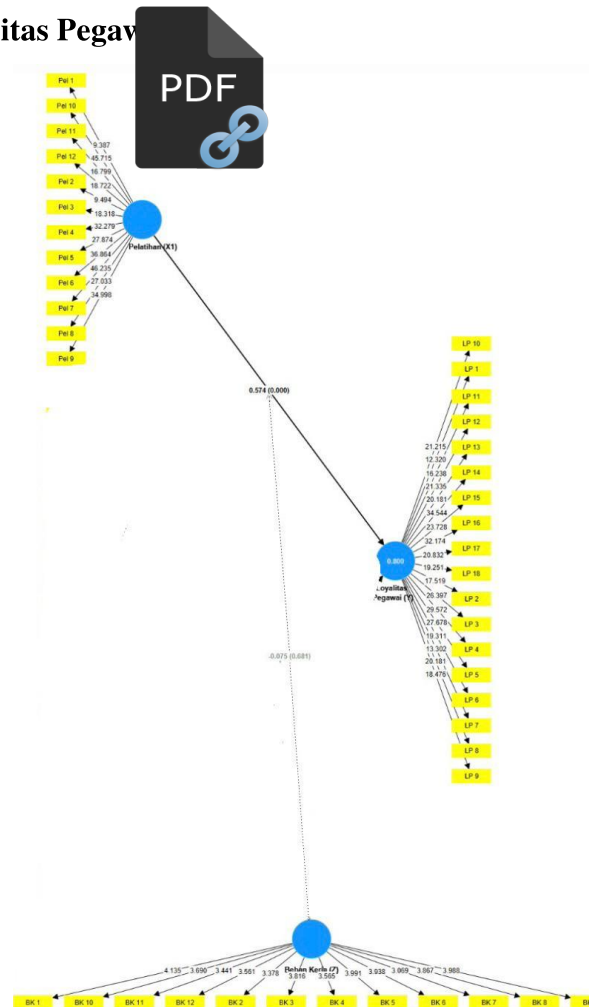 itas Pegaw
PDF
Pel 1
Pel 10
Pel 11
Pel 12
Pel 2
Pel 3
Pel 4
Pel 5
Pel 6
Pel 7
Pel 8
Pel 9
9.387
45.715
16.799
18.722
9.494
18.318
32.279
27.874
36.864
46.235
27.033
34.998
Pelatihan (X1)
0.574 (0.000)
LP 10
LP 1
LP 11
LP 12
LP 13
LP 14
LP 15
LP 16
LP 17
LP 18
LP 2
LP 3
LP 4
LP 5
LP 6
LP 7
LP 8
LP 9
21.215
12.320
16.238
21.335
20.181
34.544
23.728
32.174
20.832
19.251
17.519
26.397
29.572
27.678
19.311
13.302
20.181
18.476
0.800
Loyalitas
Pegawai (Y)
-0.075 (0.681)
Beban Kerja (Z)
4.135 3.690 3.441 3.561 3.378 3.816 3.565 3.991 3.938 3.867 3.988
BK 1 BK 10 BK 11 BK 12 BK 2 BK 3 BK 4 BK 5 BK 6 BK 7 BK 8